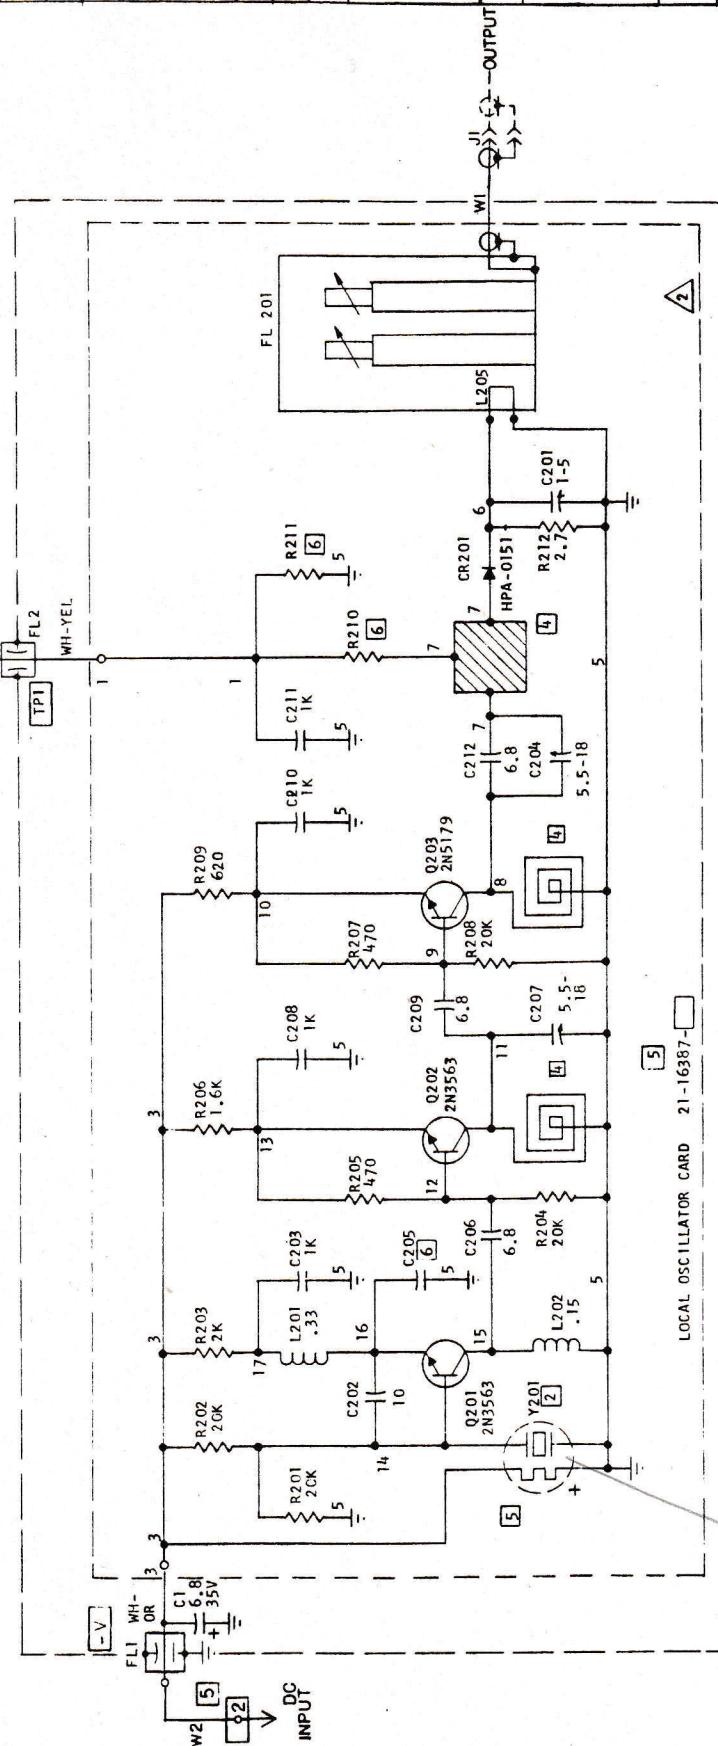 OUTPUT
J1
W1
FL 201
L205
2
FL2
TP1
WH-YEL
1
1
R211
6
5
R210
6
7
C211
1K
5
C210
1K
5
CR201
HPA-0151
7
4
6
C201
1-5
R212
2.7
5
7
C212
6.8
C204
5.5-18
R209
620
10
R207
470
9
Q203
2N5179
8
R208
20K
4
C209
6.8
C207
5.5-
18
11
C208
1K
5
3
R206
1.6K
13
R205
470
12
Q202
2N3563
4
C206
6.8
R204
20K
3
R203
2K
17
L201
.33
C203
1K
5
16
C205
6
5
C202
10
Q201
2N3563
15
L202
.15
5
R202
20K
14
R201
2CK
5
Y201
2
5
+
3
3
-V
WH-
OR
C1
6.8
35V
+
FL1
5
W2
2
DC
INPUT
5
LOCAL OSCILLATOR CARD 21-16387-